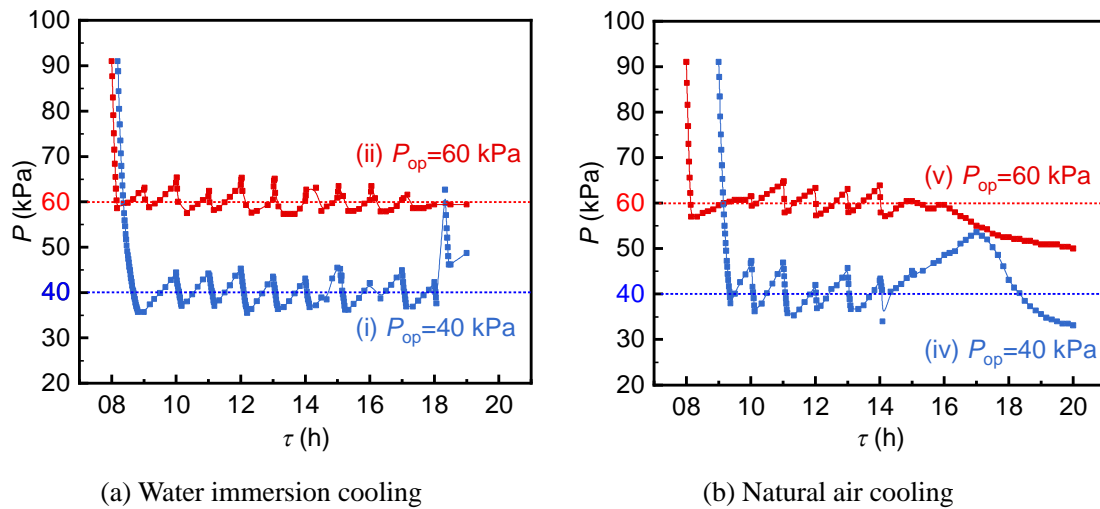 100
90
80
70
60
50
40
30
20
P (kPa)
(ii) Pop=60 kPa
(i) Pop=40 kPa
08 10 12 14 16 18 20
τ (h)
(a) Water immersion cooling
100
90
80
70
60
50
40
30
20
P (kPa)
(v) Pop=60 kPa
(iv) Pop=40 kPa
08 10 12 14 16 18 20
τ (h)
(b) Natural air cooling